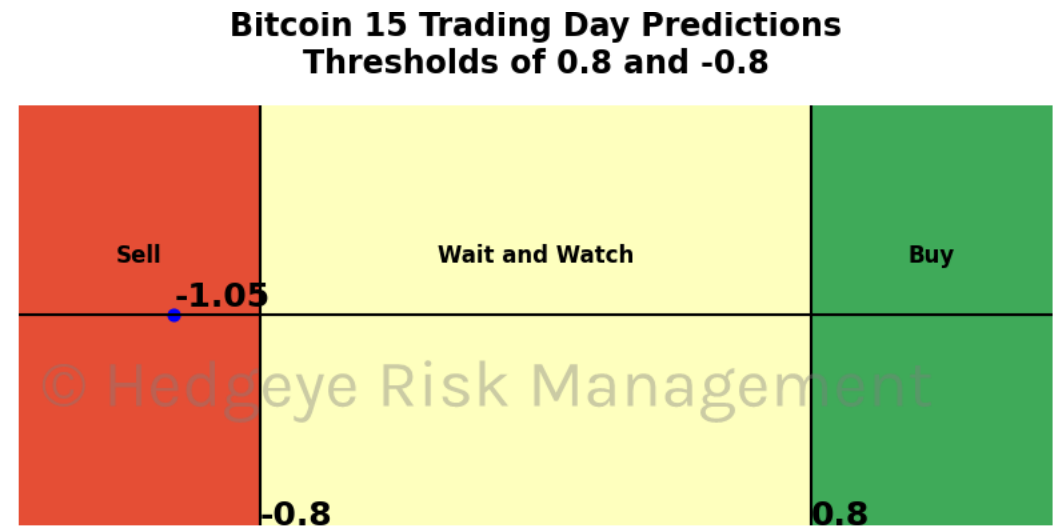 Bitcoin 15 Trading Day Predictions
Thresholds of 0.8 and -0.8
Sell
Wait and Watch
Buy
-1.05
© Hedgeye Risk Management
-0.8
0.8